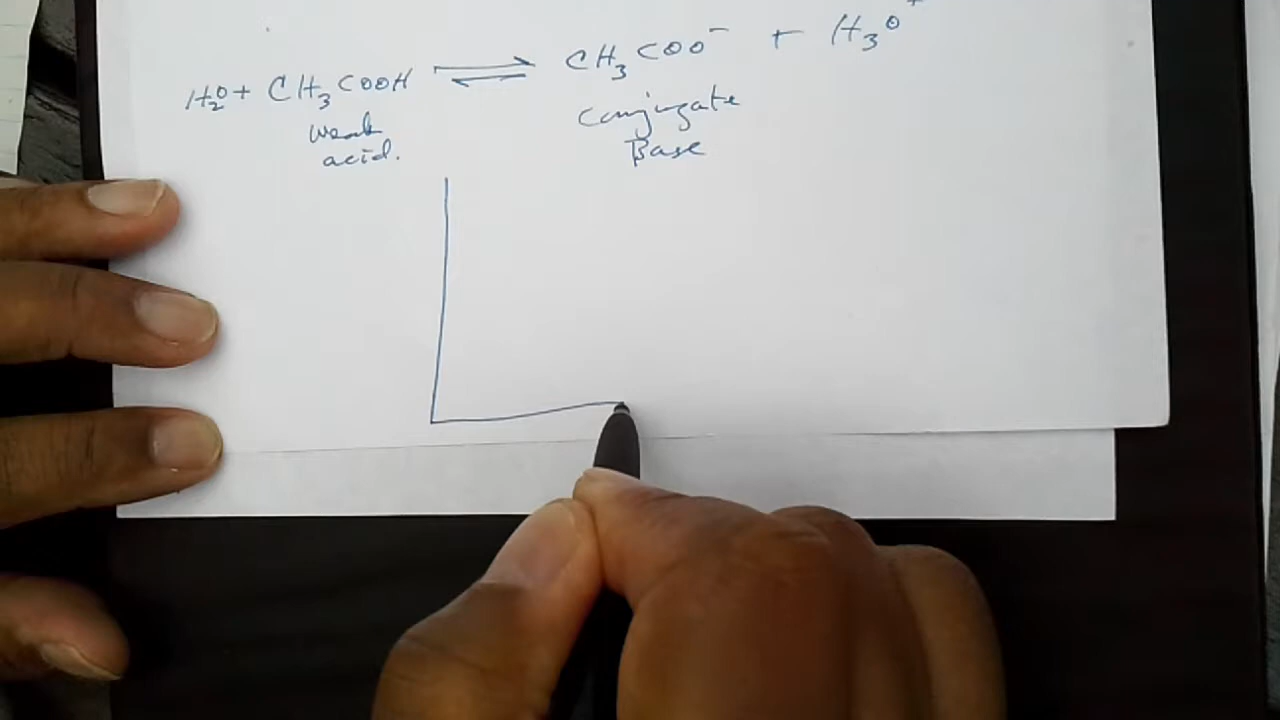 H₂O + CH₃COOH ⇌ CH₃COO⁻ + H₃O⁺
weak
acid.
conjugate
Base